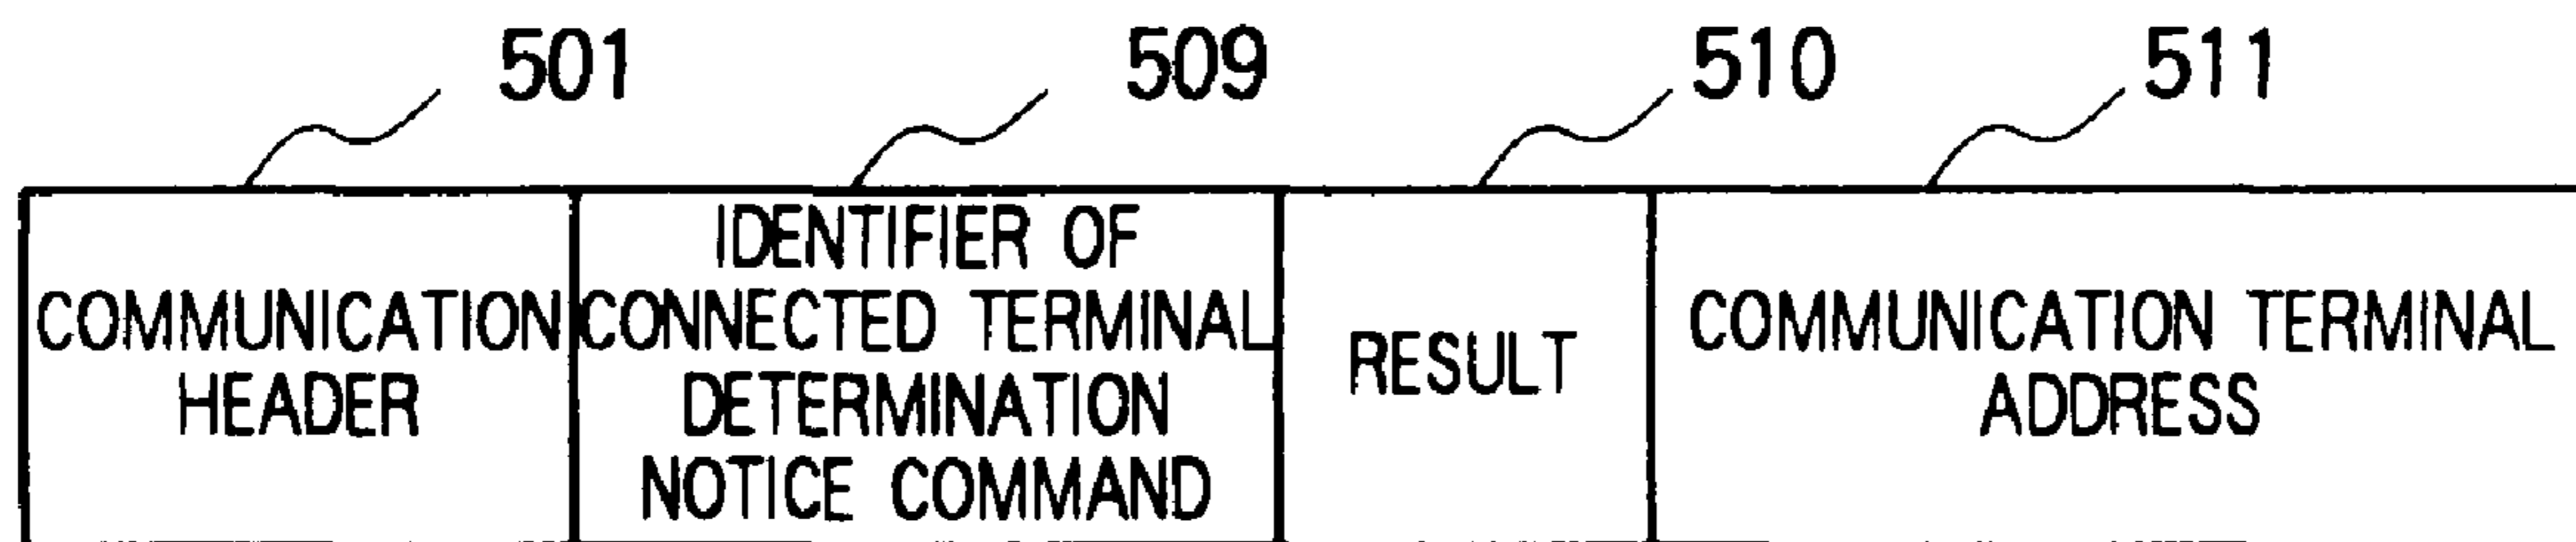 501
509
510
511
COMMUNICATION
HEADER
IDENTIFIER OF
CONNECTED TERMINAL
DETERMINATION
NOTICE COMMAND
RESULT
COMMUNICATION TERMINAL
ADDRESS